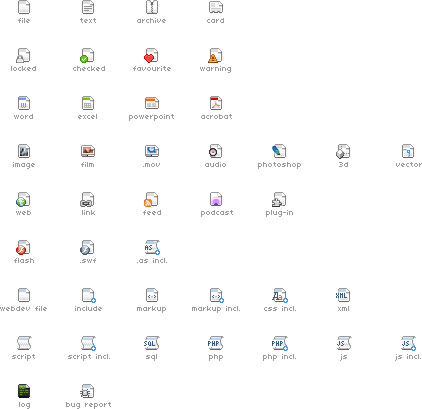 file text archive card
locked checked favourite warning
word excel powerpoint acrobat
image film .mov audio photoshop 3d vector
web link feed podcast plug-in
flash .swf AS .as incl.
webdev file include markup markup incl. css incl. XML xml
script script incl. SQL sql PHP php PHP php incl. JS js JS js incl.
log bug report